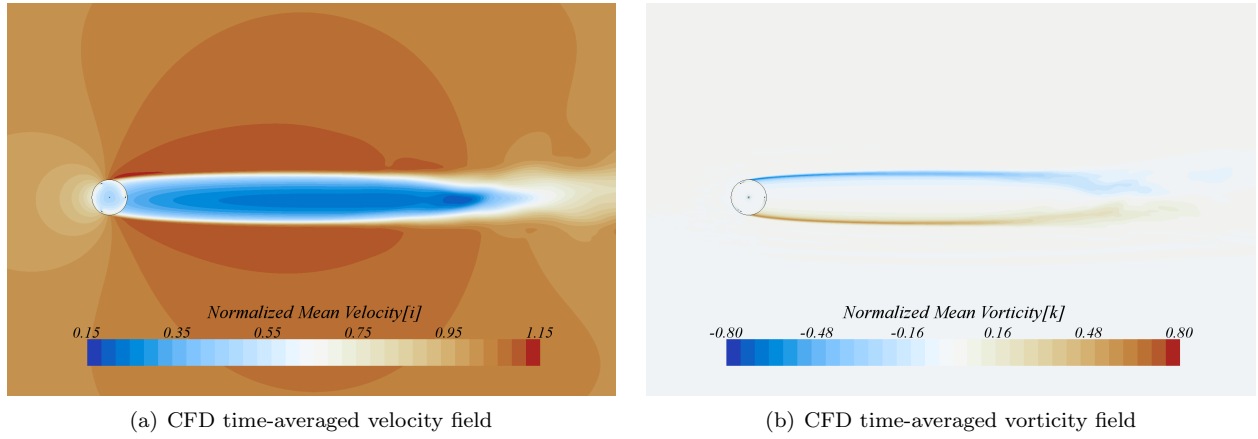 Normalized Mean Velocity[i]
0.15 0.35 0.55 0.75 0.95 1.15
Normalized Mean Vorticity[k]
-0.80 -0.48 -0.16 0.16 0.48 0.80
(a) CFD time-averaged velocity field
(b) CFD time-averaged vorticity field